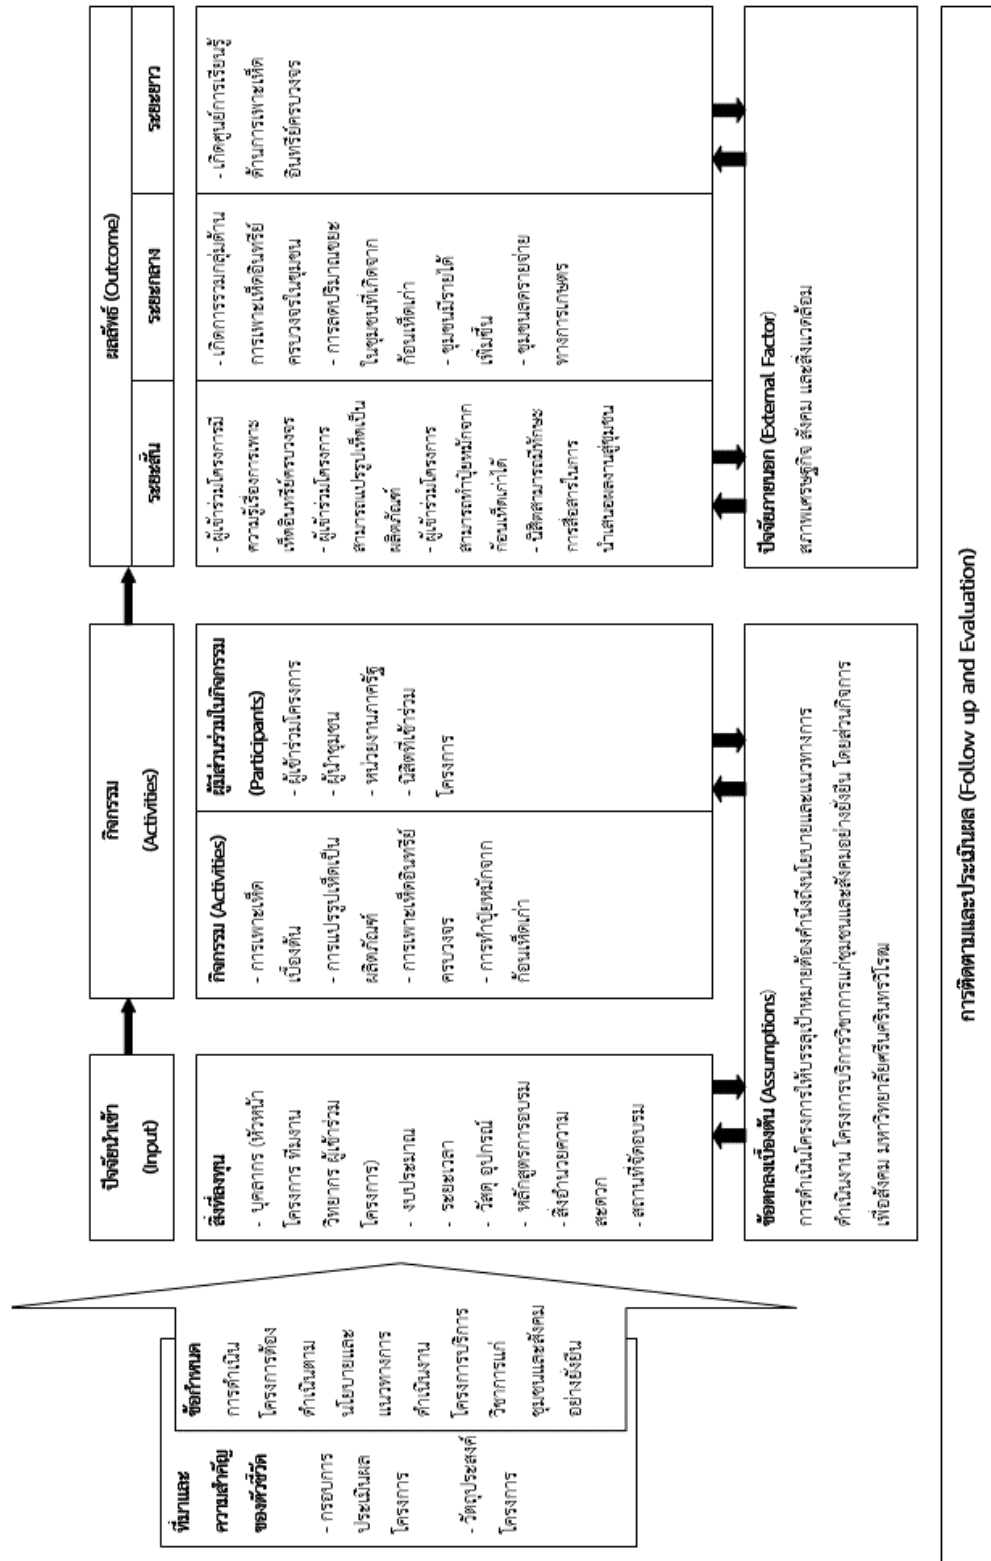 ที่มาและ
ความสำคัญ
ของตัวชี้วัด
- กรอบการ
ประเมินผล
โครงการ
- วัตถุประสงค์
โครงการ
ข้อกำหนด
การดำเนิน
โครงการต้อง
ดำเนินตาม
นโยบายและ
แนวทางการ
ดำเนินงาน
โครงการบริการ
วิชาการแก่
ชุมชนและสังคม
อย่างยั่งยืน
ปัจจัยนำเข้า
(Input)
สิ่งที่ลงทุน
- บุคลากร (หัวหน้า
โครงการ ทีมงาน
วิทยากร ผู้เข้าร่วม
โครงการ)
- งบประมาณ
- ระยะเวลา
- วัสดุ อุปกรณ์
- หลักสูตรการอบรม
- สิ่งอำนวยความ
สะดวก
- สถานที่จัดอบรม
กิจกรรม
(Activities)
กิจกรรม (Activities)
- การเพาะเห็ด
เบื้องต้น
- การแปรรูปเห็ดเป็น
ผลิตภัณฑ์
- การเพาะเห็ดอินทรีย์
ครบวงจร
- การทำปุ๋ยหมักจาก
ก้อนเห็ดเก่า
ผู้มีส่วนร่วมในกิจกรรม
(Participants)
- ผู้เข้าร่วมโครงการ
- ผู้นำชุมชน
- หน่วยงานภาครัฐ
- นิสิตที่เข้าร่วม
โครงการ
ผลลัพธ์ (Outcome)
ระยะสั้น
- ผู้เข้าร่วมโครงการมี
ความรู้เรื่องการเพาะ
เห็ดอินทรีย์ครบวงจร
- ผู้เข้าร่วมโครงการ
สามารถแปรรูปเห็ดเป็น
ผลิตภัณฑ์
- ผู้เข้าร่วมโครงการ
สามารถทำปุ๋ยหมักจาก
ก้อนเห็ดเก่าได้
- นิสิตสามารถมีทักษะ
การสื่อสารในการ
นำเสนอผลงานสู่ชุมชน
ระยะกลาง
- เกิดการรวมกลุ่มด้าน
การเพาะเห็ดอินทรีย์
ครบวงจรในชุมชน
- การลดปริมาณขยะ
ในชุมชนที่เกิดจาก
ก้อนเห็ดเก่า
- ชุมชนมีรายได้
เพิ่มขึ้น
- ชุมชนลดรายจ่าย
ทางการเกษตร
ระยะยาว
- เกิดศูนย์การเรียนรู้
ด้านการเพาะเห็ด
อินทรีย์ครบวงจร
ข้อตกลงเบื้องต้น (Assumptions)
การดำเนินโครงการให้บรรลุเป้าหมายต้องคำนึงถึงนโยบายและแนวทางการ
ดำเนินงาน โครงการบริการวิชาการแก่ชุมชนและสังคมอย่างยั่งยืน โดยส่วนกิจการ
เพื่อสังคม มหาวิทยาลัยศรีนครินทรวิโรฒ
ปัจจัยภายนอก (External Factor)
สภาพเศรษฐกิจ สังคม และสิ่งแวดล้อม
การติดตามและประเมินผล (Follow up and Evaluation)